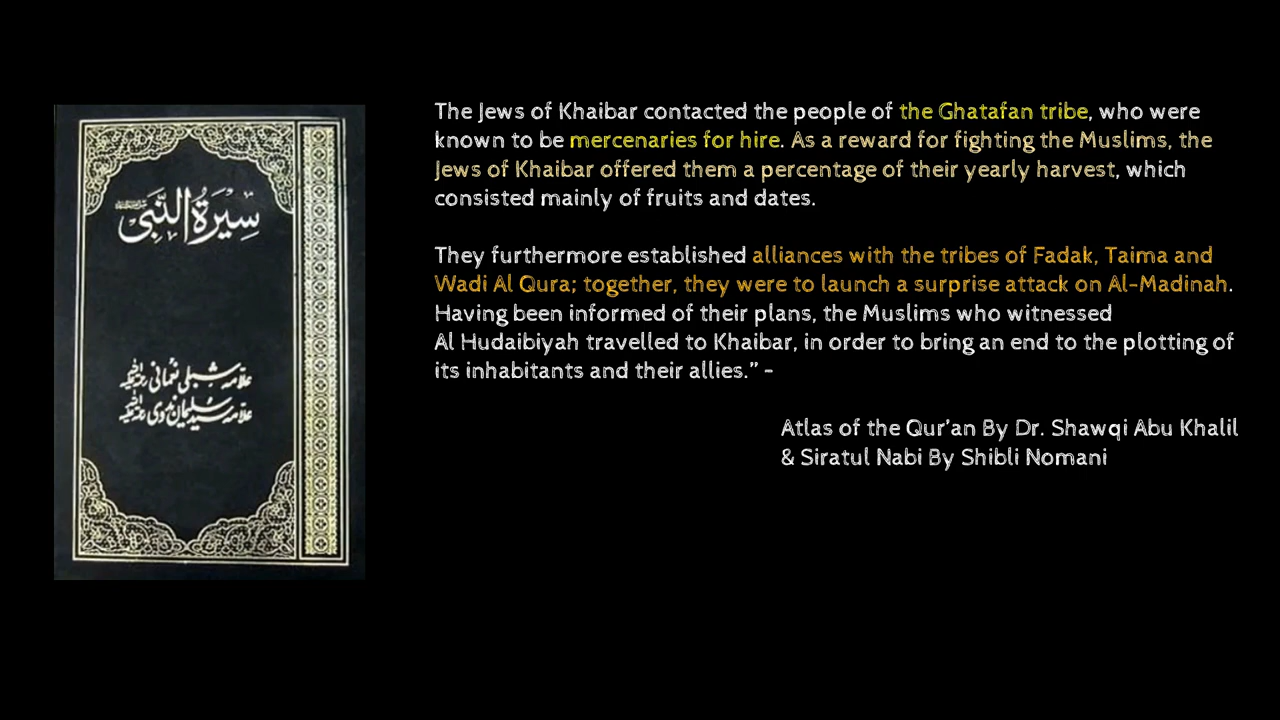 سِیرَةُ النَّبِی
علامہ شبلی نعمانی
علامہ سید سلیمان ندوی
The Jews of Khaibar contacted the people of the Ghatafan tribe, who were
known to be mercenaries for hire. As a reward for fighting the Muslims, the
Jews of Khaibar offered them a percentage of their yearly harvest, which
consisted mainly of fruits and dates.
They furthermore established alliances with the tribes of Fadak, Taima and
Wadi Al Qura; together, they were to launch a surprise attack on Al-Madinah.
Having been informed of their plans, the Muslims who witnessed
Al Hudaibiyah travelled to Khaibar, in order to bring an end to the plotting of
its inhabitants and their allies.” -
Atlas of the Qur’an By Dr. Shawqi Abu Khalil
& Siratul Nabi By Shibli Nomani